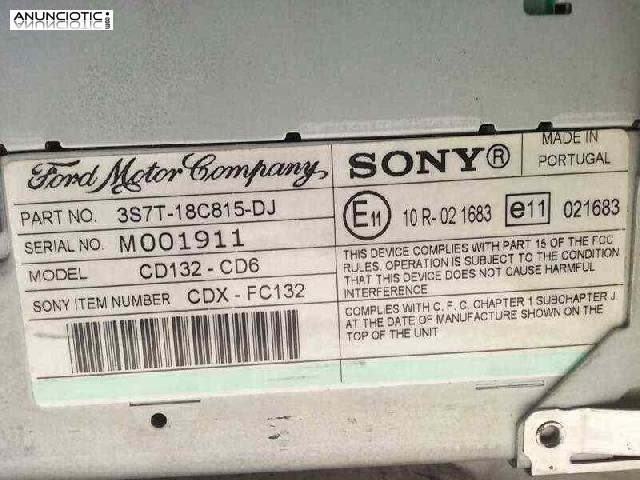 ANUNCIOTIC.com
Ford Motor Company
PART NO. 3S7T-18C815-DJ
SERIAL NO. M001911
MODEL CD132 - CD6
SONY ITEM NUMBER CDX - FC132
SONY®
MADE IN
PORTUGAL
E11 10 R- 02 1683 e11 021683
THIS DEVICE COMPLIES WITH PART 15 OF THE FCC
RULES. OPERATION IS SUBJECT TO THE CONDITION
THAT THIS DEVICE DOES NOT CAUSE HARMFUL
INTERFERENCE
COMPLIES WITH C. F. C. CHAPTER 1 SUBCHAPTER J.
AT THE DATE OF MANUFACTURE SHOWN ON THE
TOP OF THE UNIT